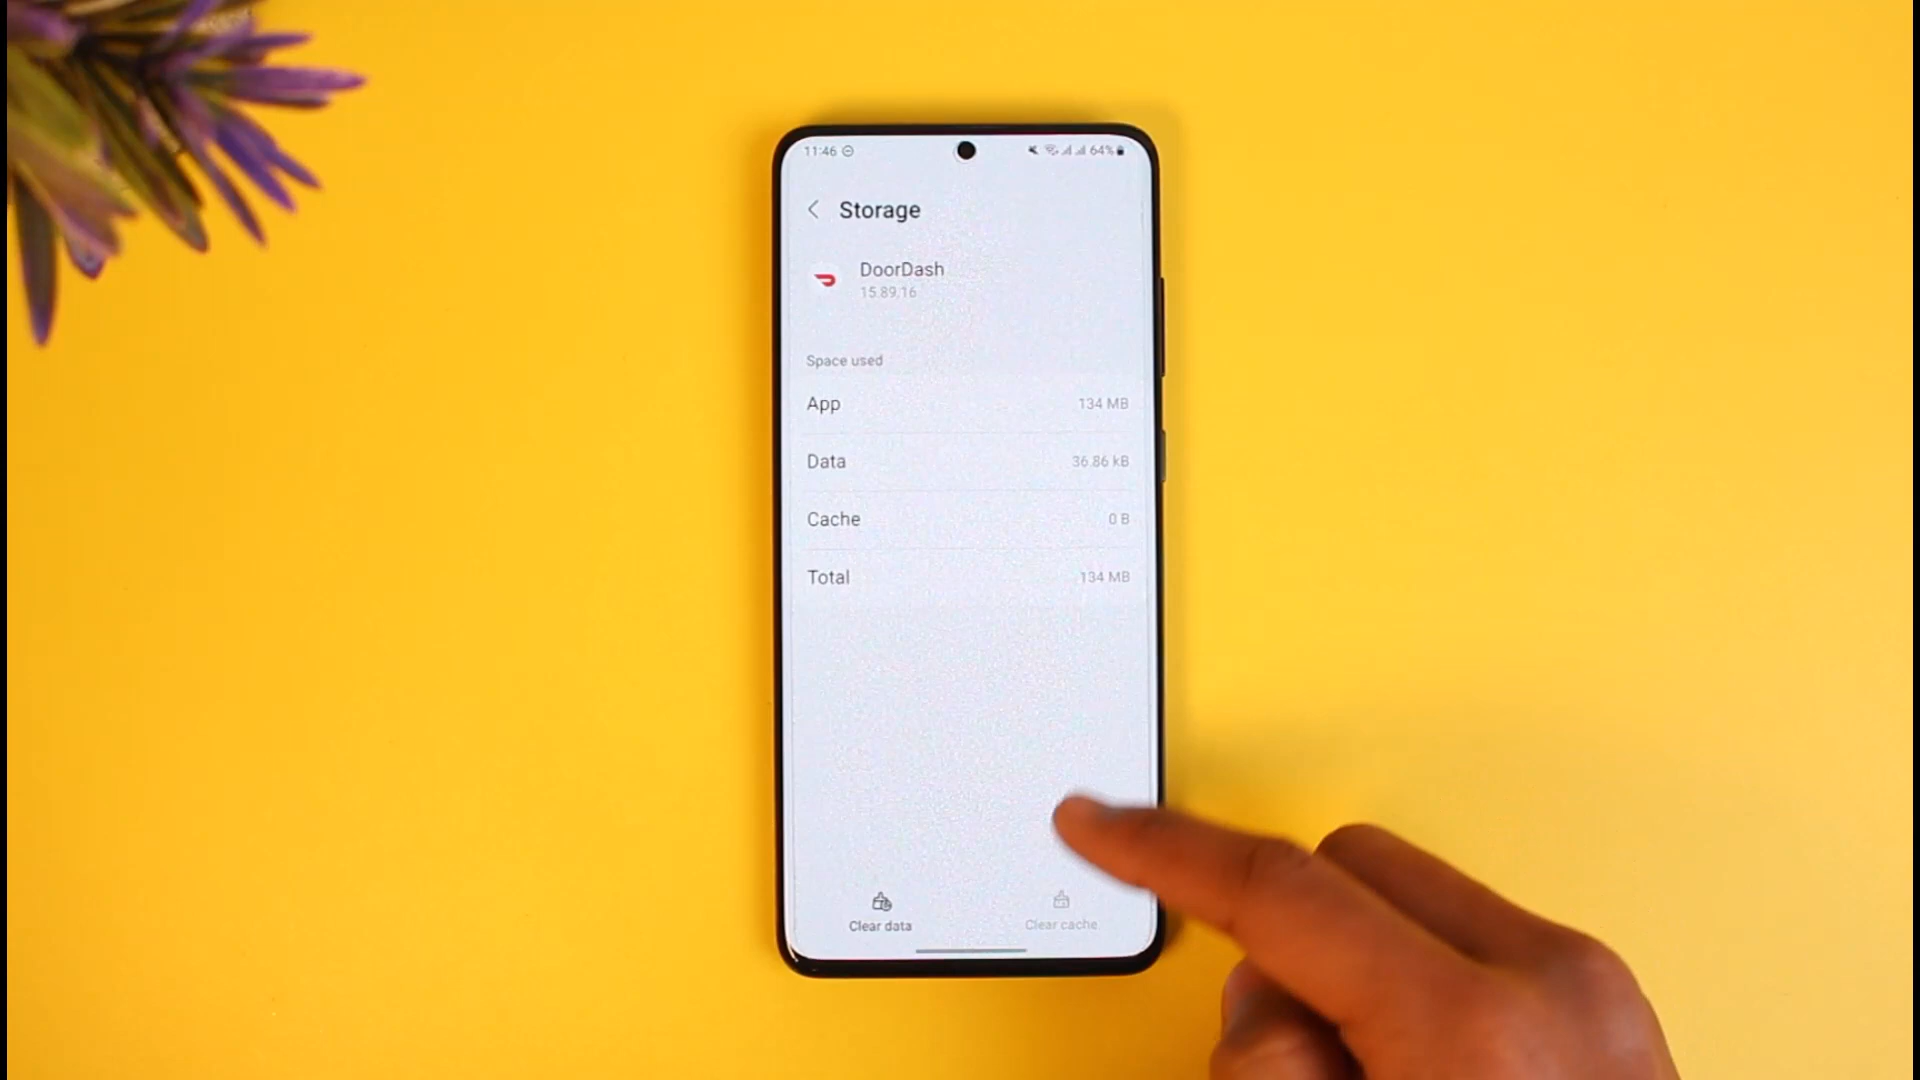 11:46 64%
Storage
DoorDash
15.89.16
Space used
App 134 MB
Data 36.86 kB
Cache 0 B
Total 134 MB
Clear data Clear cache